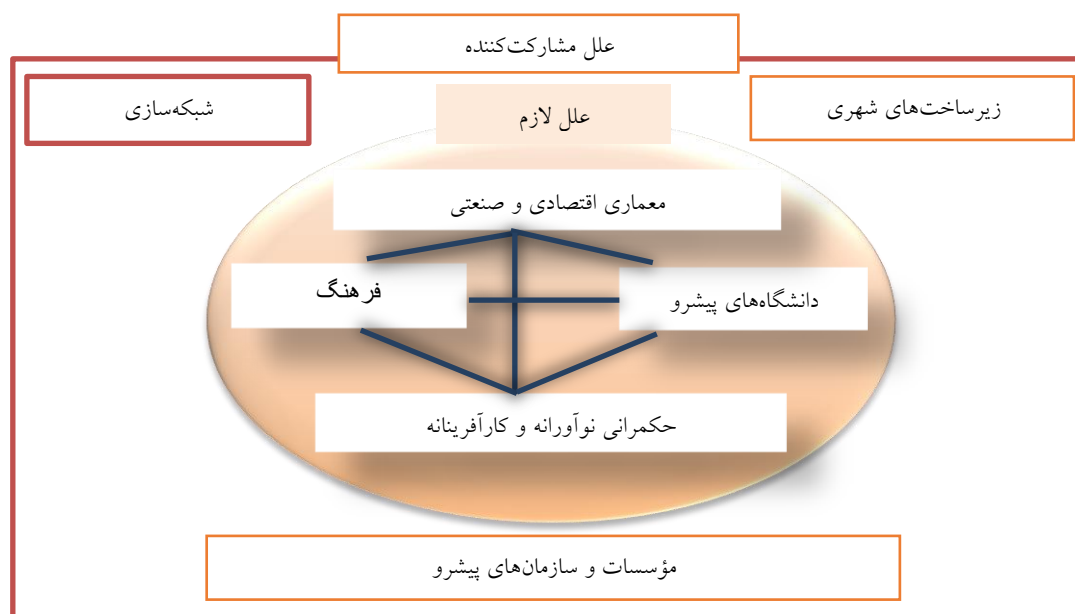 علل مشارکت‌کننده
زیرساخت‌های شهری
شبکه‌سازی
علل لازم
معماری اقتصادی و صنعتی
دانشگاه‌های پیشرو
فرهنگ
حکمرانی نوآورانه و کارآفرینانه
مؤسسات و سازمان‌های پیشرو